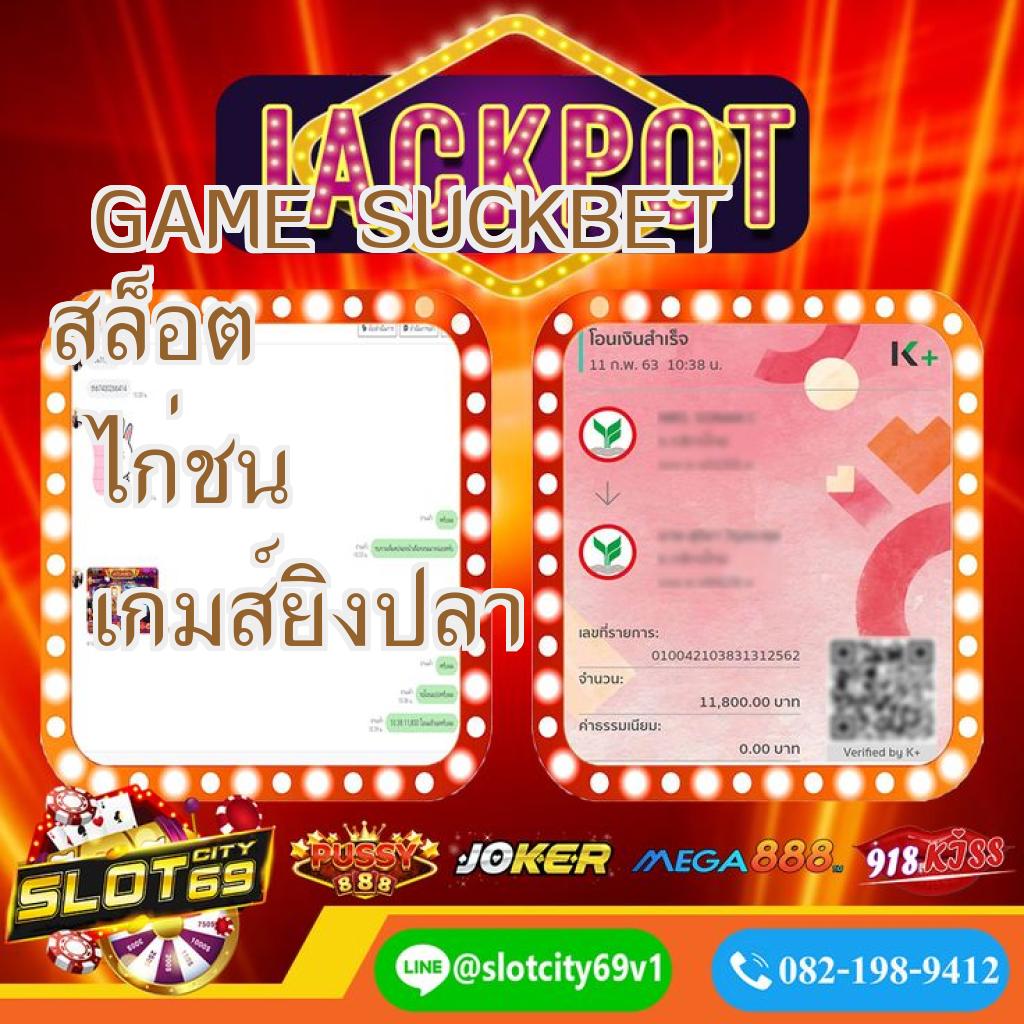 JACKPOT
GAME SUCKBET
สล็อต
ไก่ชน
เกมส์ยิงปลา
โอนเงินสำเร็จ
11 ก.พ. 63 10:38 น.
K+
เลขที่รายการ:
010042103831312562
จำนวน:
11,800.00 บาท
ค่าธรรมเนียม:
0.00 บาท
Verified by K+
SLOT CITY 69
PUSSY 888
JOKER
MEGA888
918KISS
LINE @slotcity69v1
082-198-9412